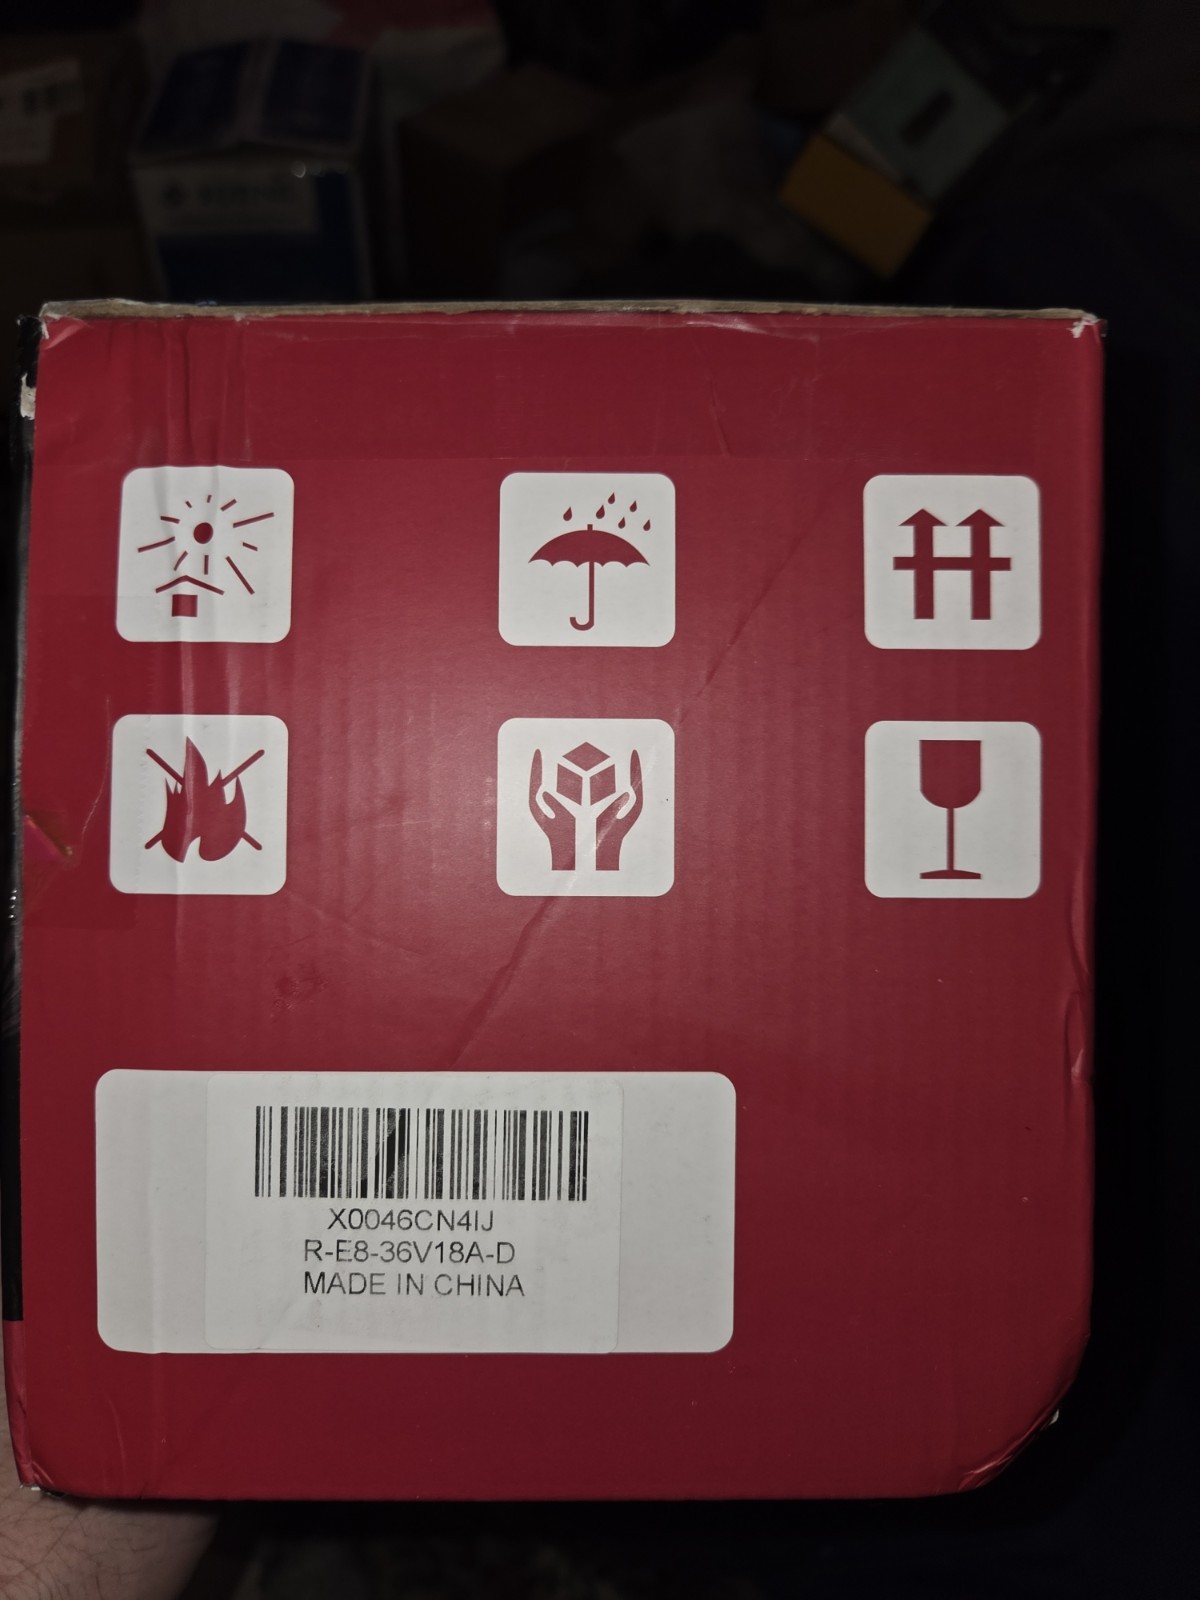 X0046CN4IJ
R-E8-36V18A-D
MADE IN CHINA